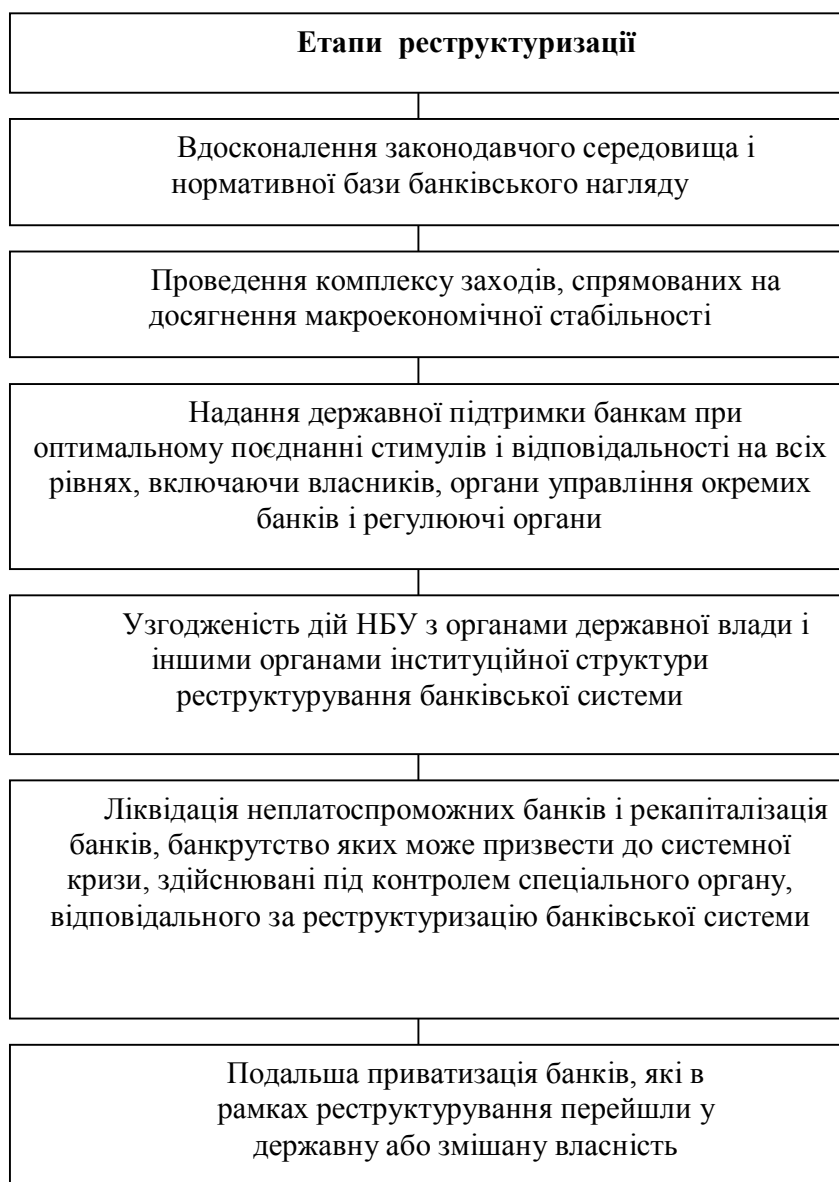 Етапи реструктуризації
Вдосконалення законодавчого середовища і
нормативної бази банківського нагляду
Проведення комплексу заходів, спрямованих на
досягнення макроекономічної стабільності
Надання державної підтримки банкам при
оптимальному поєднанні стимулів і відповідальності на всіх
рівнях, включаючи власників, органи управління окремих
банків і регулюючі органи
Узгодженість дій НБУ з органами державної влади і
іншими органами інституційної структури
реструктурування банківської системи
Ліквідація неплатоспроможних банків і рекапіталізація
банків, банкрутство яких може призвести до системної
кризи, здійснювані під контролем спеціального органу,
відповідального за реструктуризацію банківської системи
Подальша приватизація банків, які в
рамках реструктурування перейшли у
державну або змішану власність